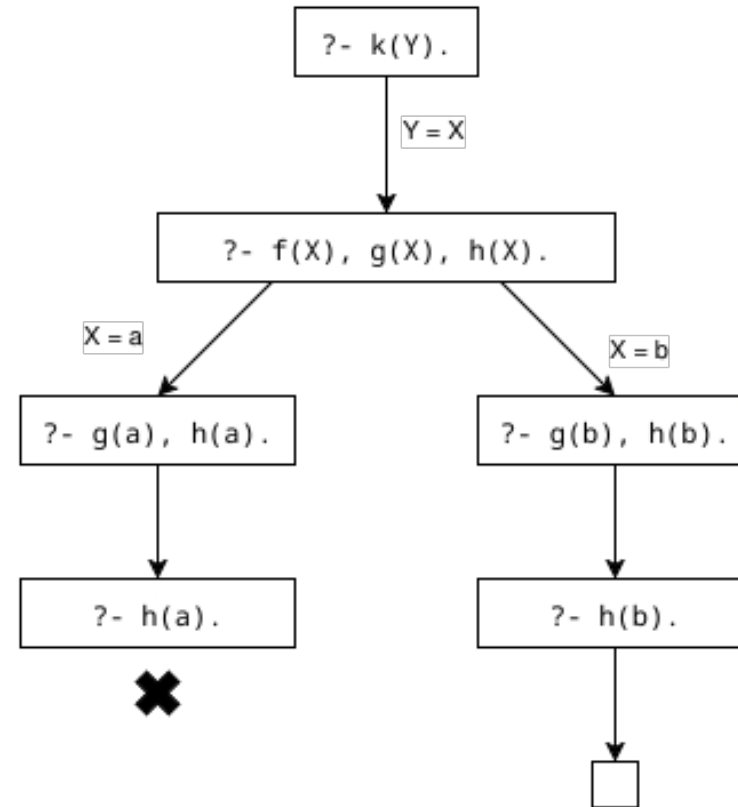 ?- k(Y).
Y = X
?- f(X), g(X), h(X).
X = a
X = b
?- g(a), h(a).
?- g(b), h(b).
?- h(a).
?- h(b).